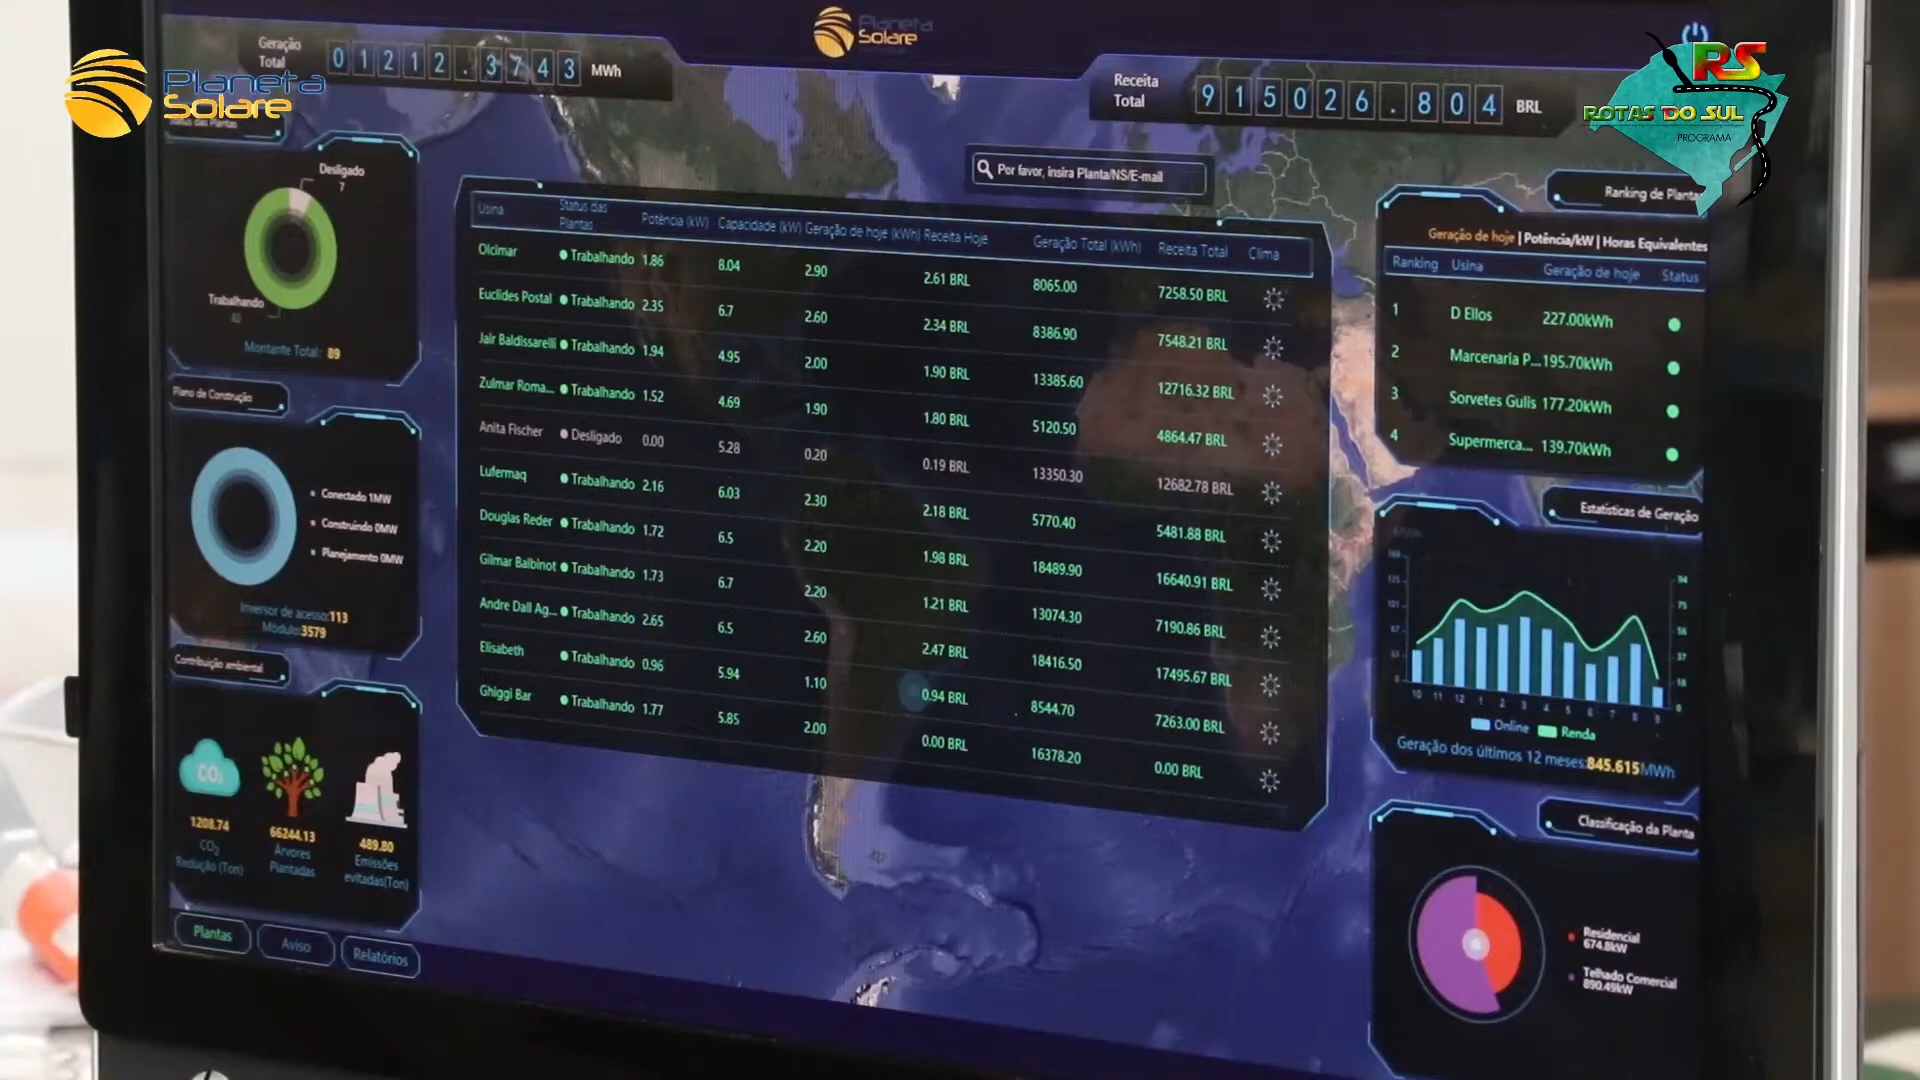 Planeta
Solare
Geração
Total
01212.3743 MWh
Planeta
Solare
Receita
Total
915026.804 BRL
RS
ROTAS DO SUL
PROGRAMA
Status das Plantas
Desligado
7
Trabalhando
Montante Total: 89
Por favor, insira Planta/NS/E-mail
Usina Status das Plantas Potência (kW) Capacidade (kW) Geração de hoje (kWh) Receita Hoje Geração Total (kWh) Receita Total Clima
Olcimar Trabalhando 1.86 8.04 2.90 2.61 BRL 8065.00 7258.50 BRL
Euclides Postal Trabalhando 2.35 6.7 2.60 2.34 BRL 8386.90 7548.21 BRL
Jair Baldissarelli Trabalhando 1.94 4.95 2.00 1.90 BRL 13385.60 12716.32 BRL
Zulmar Roma... Trabalhando 1.52 4.69 1.90 1.80 BRL 5120.50 4864.47 BRL
Anita Fischer Desligado 0.00 5.28 0.20 0.19 BRL 13350.30 12682.78 BRL
Lufermaq Trabalhando 2.16 6.03 2.30 2.18 BRL 5770.40 5481.88 BRL
Douglas Reder Trabalhando 1.72 6.5 2.20 1.98 BRL 18489.90 16640.91 BRL
Gilmar Balbinot Trabalhando 1.73 6.7 2.20 1.21 BRL 13074.30 7190.86 BRL
Andre Dall Ag... Trabalhando 2.65 6.5 2.60 2.47 BRL 18416.50 17495.67 BRL
Elisabeth Trabalhando 0.96 5.94 1.10 0.94 BRL 8544.70 7263.00 BRL
Ghiggi Bar Trabalhando 1.77 5.85 2.00 0.00 BRL 16378.20 0.00 BRL
Ranking de Planta
Geração de hoje | Potência/kW | Horas Equivalentes
Ranking Usina Geração de hoje Status
1 D Ellos 227.00kWh
2 Marcenaria P... 195.70kWh
3 Sorvetes Gulis 177.20kWh
4 Supermerca... 139.70kWh
Plano de Construção
Conectado 1MW
Construindo 0MW
Planejamento 0MW
Inversor de acesso:113
Módulo:3579
Estatísticas de Geração
10 11 12 1 2 3 4 5 6 7 8 9
Online Renda
Geração dos últimos 12 meses:845.615MWh
Contribuição ambiental
CO₂
1208.74
CO₂
Redução (Ton)
66244.13
Árvores
Plantadas
489.80
Emissões
evitadas(Ton)
Classificação da Planta
Residencial
674.8kW
Telhado Comercial
890.49kW
Plantas
Aviso
Relatórios